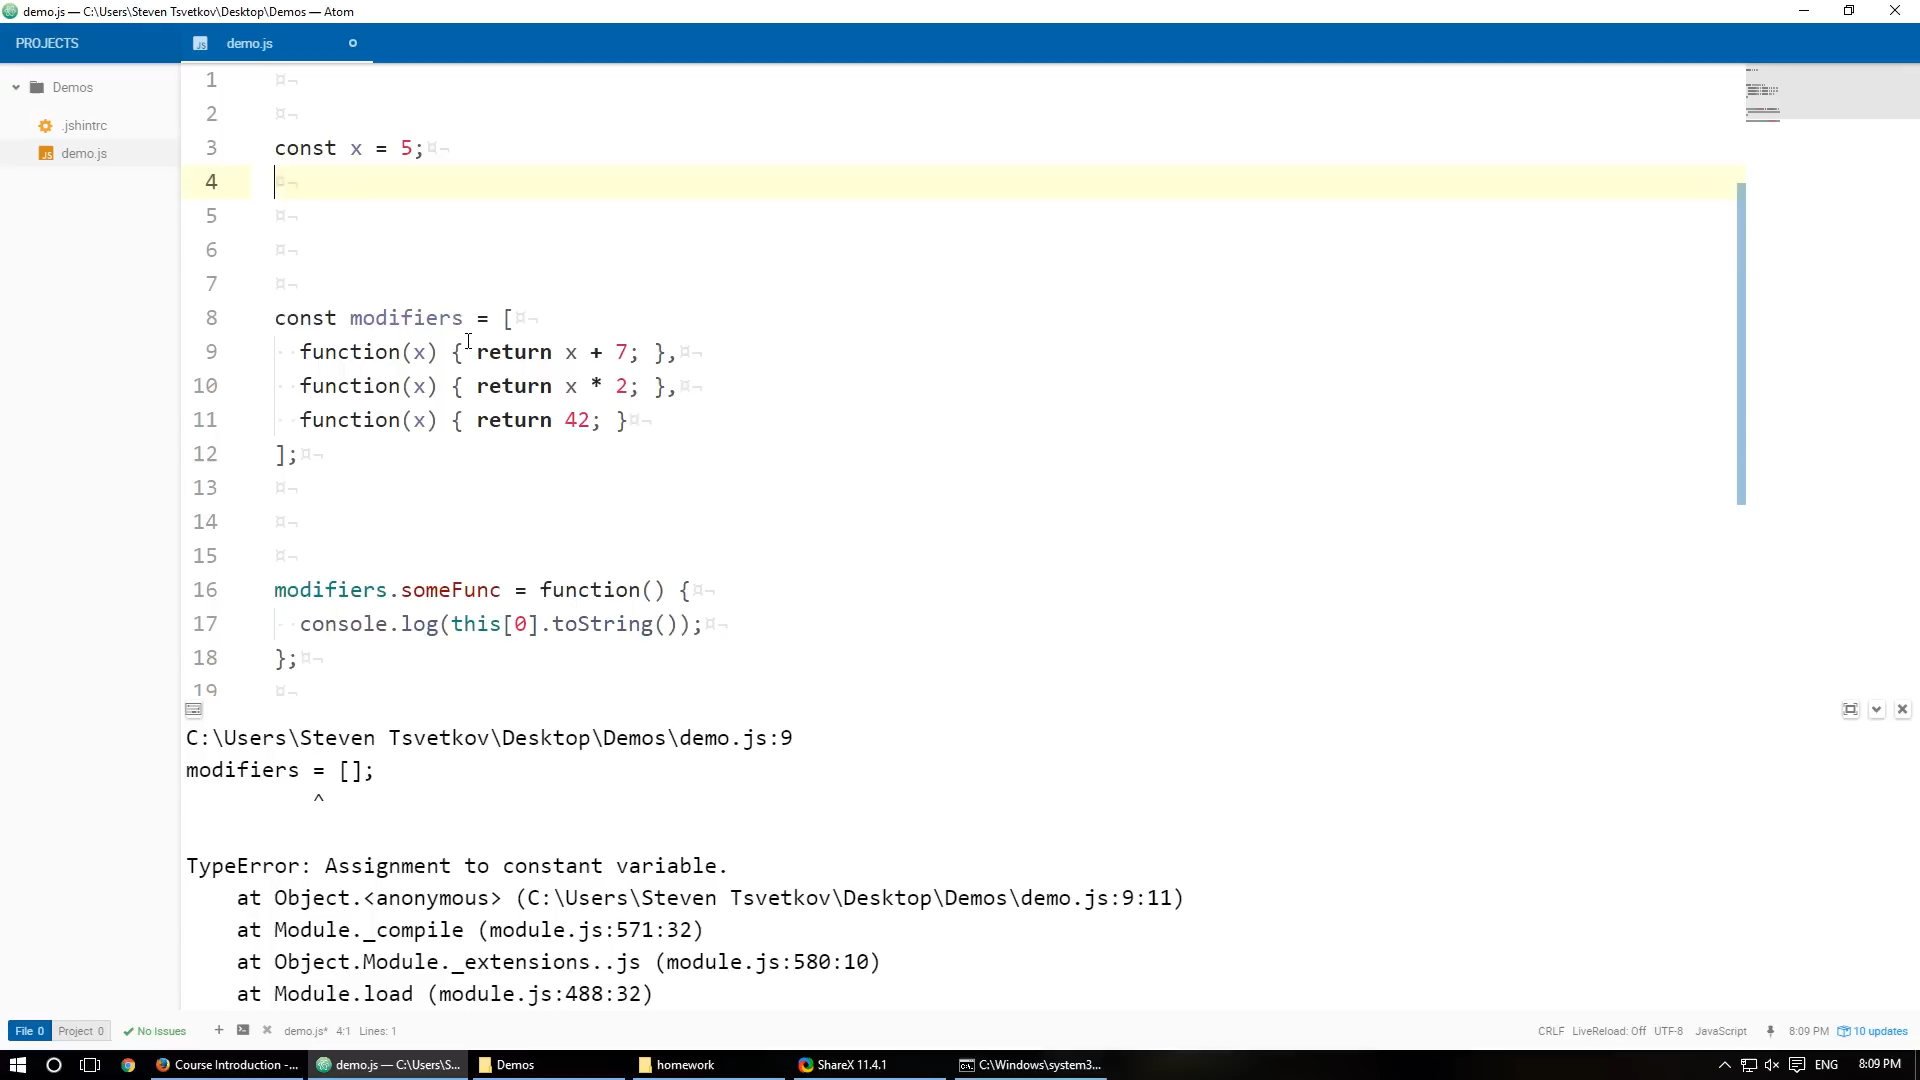 demo.js — C:\Users\Steven Tsvetkov\Desktop\Demos — Atom
PROJECTS
demo.js
Demos
.jshintrc
demo.js
1 ¤¬
2 ¤¬
3 const x = 5;¤¬
4 ¤¬
5 ¤¬
6 ¤¬
7 ¤¬
8 const modifiers = [¤¬
9 ··function(x) { return x + 7; },¤¬
10 ··function(x) { return x * 2; },¤¬
11 ··function(x) { return 42; }¤¬
12 ];¤¬
13 ¤¬
14 ¤¬
15 ¤¬
16 modifiers.someFunc = function() {¤¬
17 ··console.log(this[0].toString());¤¬
18 };¤¬
19 ¤¬
C:\Users\Steven Tsvetkov\Desktop\Demos\demo.js:9
modifiers = [];
^
TypeError: Assignment to constant variable.
at Object.<anonymous> (C:\Users\Steven Tsvetkov\Desktop\Demos\demo.js:9:11)
at Module._compile (module.js:571:32)
at Object.Module._extensions..js (module.js:580:10)
at Module.load (module.js:488:32)
File 0 Project 0 No Issues + demo.js* 4:1 Lines: 1 CRLF LiveReload: Off UTF-8 JavaScript 8:09 PM 10 updates
Course Introduction -... demo.js — C:\Users\S... Demos homework ShareX 11.4.1 C:\Windows\system3... ENG 8:09 PM